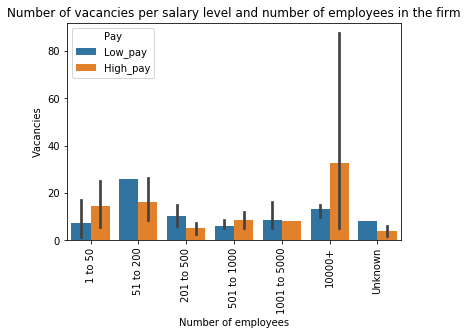 Number of vacancies per salary level and number of employees in the firm
Pay
Low_pay
High_pay
Vacancies
80
60
40
20
0
1 to 50
51 to 200
201 to 500
501 to 1000
1001 to 5000
10000+
Unknown
Number of employees